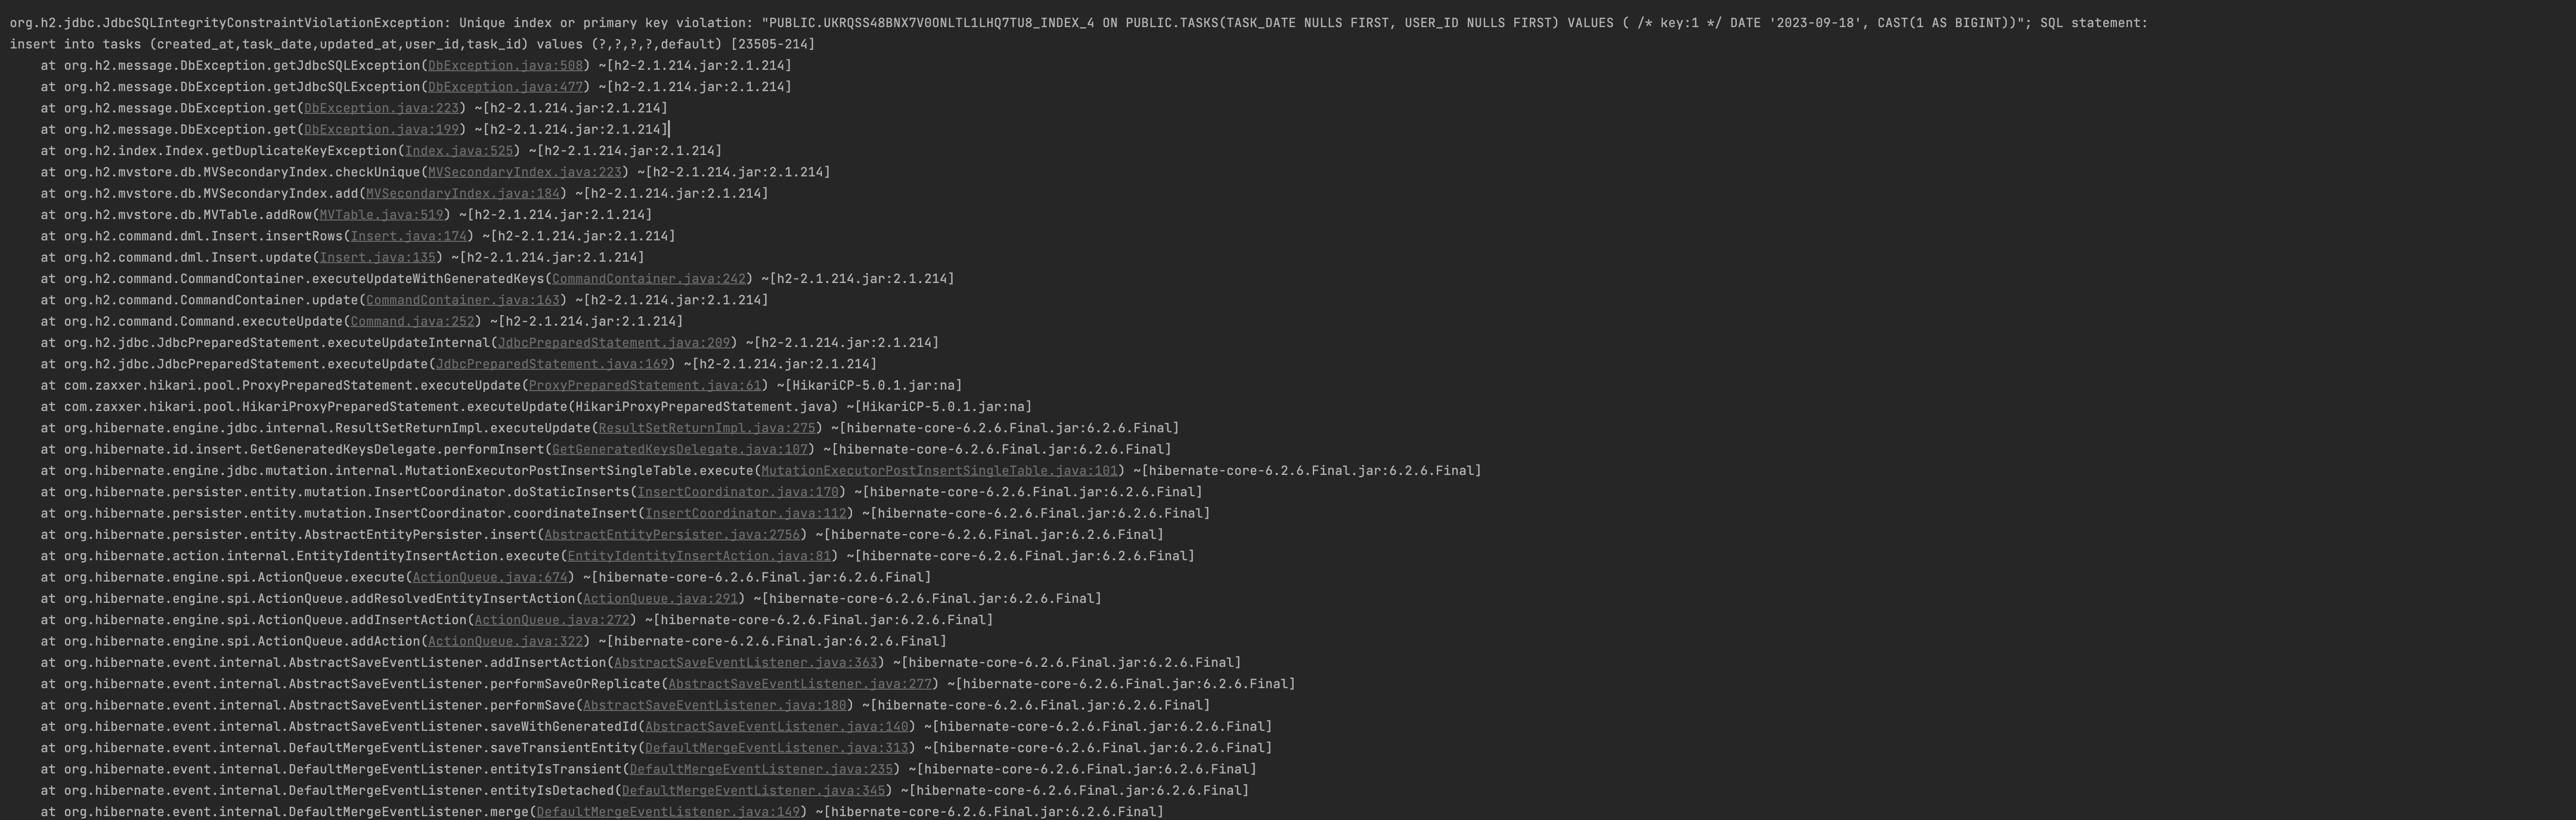 org.h2.jdbc.JdbcSQLIntegrityConstraintViolationException: Unique index or primary key violation: "PUBLIC.UKRQSS48BNX7V0ONLTL1LHQ7TU8_INDEX_4 ON PUBLIC.TASKS(TASK_DATE NULLS FIRST, USER_ID NULLS FIRST) VALUES ( /* key:1 */ DATE '2023-09-18', CAST(1 AS BIGINT))"; SQL statement:
insert into tasks (created_at,task_date,updated_at,user_id,task_id) values (?,?,?,?,default) [23505-214]
    at org.h2.message.DbException.getJdbcSQLException(DbException.java:508) ~[h2-2.1.214.jar:2.1.214]
    at org.h2.message.DbException.getJdbcSQLException(DbException.java:477) ~[h2-2.1.214.jar:2.1.214]
    at org.h2.message.DbException.get(DbException.java:223) ~[h2-2.1.214.jar:2.1.214]
    at org.h2.message.DbException.get(DbException.java:199) ~[h2-2.1.214.jar:2.1.214]
    at org.h2.index.Index.getDuplicateKeyException(Index.java:525) ~[h2-2.1.214.jar:2.1.214]
    at org.h2.mvstore.db.MVSecondaryIndex.checkUnique(MVSecondaryIndex.java:223) ~[h2-2.1.214.jar:2.1.214]
    at org.h2.mvstore.db.MVSecondaryIndex.add(MVSecondaryIndex.java:184) ~[h2-2.1.214.jar:2.1.214]
    at org.h2.mvstore.db.MVTable.addRow(MVTable.java:519) ~[h2-2.1.214.jar:2.1.214]
    at org.h2.command.dml.Insert.insertRows(Insert.java:174) ~[h2-2.1.214.jar:2.1.214]
    at org.h2.command.dml.Insert.update(Insert.java:135) ~[h2-2.1.214.jar:2.1.214]
    at org.h2.command.CommandContainer.executeUpdateWithGeneratedKeys(CommandContainer.java:242) ~[h2-2.1.214.jar:2.1.214]
    at org.h2.command.CommandContainer.update(CommandContainer.java:163) ~[h2-2.1.214.jar:2.1.214]
    at org.h2.command.Command.executeUpdate(Command.java:252) ~[h2-2.1.214.jar:2.1.214]
    at org.h2.jdbc.JdbcPreparedStatement.executeUpdateInternal(JdbcPreparedStatement.java:209) ~[h2-2.1.214.jar:2.1.214]
    at org.h2.jdbc.JdbcPreparedStatement.executeUpdate(JdbcPreparedStatement.java:169) ~[h2-2.1.214.jar:2.1.214]
    at com.zaxxer.hikari.pool.ProxyPreparedStatement.executeUpdate(ProxyPreparedStatement.java:61) ~[HikariCP-5.0.1.jar:na]
    at com.zaxxer.hikari.pool.HikariProxyPreparedStatement.executeUpdate(HikariProxyPreparedStatement.java) ~[HikariCP-5.0.1.jar:na]
    at org.hibernate.engine.jdbc.internal.ResultSetReturnImpl.executeUpdate(ResultSetReturnImpl.java:275) ~[hibernate-core-6.2.6.Final.jar:6.2.6.Final]
    at org.hibernate.id.insert.GetGeneratedKeysDelegate.performInsert(GetGeneratedKeysDelegate.java:107) ~[hibernate-core-6.2.6.Final.jar:6.2.6.Final]
    at org.hibernate.engine.jdbc.mutation.internal.MutationExecutorPostInsertSingleTable.execute(MutationExecutorPostInsertSingleTable.java:101) ~[hibernate-core-6.2.6.Final.jar:6.2.6.Final]
    at org.hibernate.persister.entity.mutation.InsertCoordinator.doStaticInserts(InsertCoordinator.java:170) ~[hibernate-core-6.2.6.Final.jar:6.2.6.Final]
    at org.hibernate.persister.entity.mutation.InsertCoordinator.coordinateInsert(InsertCoordinator.java:112) ~[hibernate-core-6.2.6.Final.jar:6.2.6.Final]
    at org.hibernate.persister.entity.AbstractEntityPersister.insert(AbstractEntityPersister.java:2756) ~[hibernate-core-6.2.6.Final.jar:6.2.6.Final]
    at org.hibernate.action.internal.EntityIdentityInsertAction.execute(EntityIdentityInsertAction.java:81) ~[hibernate-core-6.2.6.Final.jar:6.2.6.Final]
    at org.hibernate.engine.spi.ActionQueue.execute(ActionQueue.java:674) ~[hibernate-core-6.2.6.Final.jar:6.2.6.Final]
    at org.hibernate.engine.spi.ActionQueue.addResolvedEntityInsertAction(ActionQueue.java:291) ~[hibernate-core-6.2.6.Final.jar:6.2.6.Final]
    at org.hibernate.engine.spi.ActionQueue.addInsertAction(ActionQueue.java:272) ~[hibernate-core-6.2.6.Final.jar:6.2.6.Final]
    at org.hibernate.engine.spi.ActionQueue.addAction(ActionQueue.java:322) ~[hibernate-core-6.2.6.Final.jar:6.2.6.Final]
    at org.hibernate.event.internal.AbstractSaveEventListener.addInsertAction(AbstractSaveEventListener.java:363) ~[hibernate-core-6.2.6.Final.jar:6.2.6.Final]
    at org.hibernate.event.internal.AbstractSaveEventListener.performSaveOrReplicate(AbstractSaveEventListener.java:277) ~[hibernate-core-6.2.6.Final.jar:6.2.6.Final]
    at org.hibernate.event.internal.AbstractSaveEventListener.performSave(AbstractSaveEventListener.java:180) ~[hibernate-core-6.2.6.Final.jar:6.2.6.Final]
    at org.hibernate.event.internal.AbstractSaveEventListener.saveWithGeneratedId(AbstractSaveEventListener.java:140) ~[hibernate-core-6.2.6.Final.jar:6.2.6.Final]
    at org.hibernate.event.internal.DefaultMergeEventListener.saveTransientEntity(DefaultMergeEventListener.java:313) ~[hibernate-core-6.2.6.Final.jar:6.2.6.Final]
    at org.hibernate.event.internal.DefaultMergeEventListener.entityIsTransient(DefaultMergeEventListener.java:235) ~[hibernate-core-6.2.6.Final.jar:6.2.6.Final]
    at org.hibernate.event.internal.DefaultMergeEventListener.entityIsDetached(DefaultMergeEventListener.java:345) ~[hibernate-core-6.2.6.Final.jar:6.2.6.Final]
    at org.hibernate.event.internal.DefaultMergeEventListener.merge(DefaultMergeEventListener.java:149) ~[hibernate-core-6.2.6.Final.jar:6.2.6.Final]